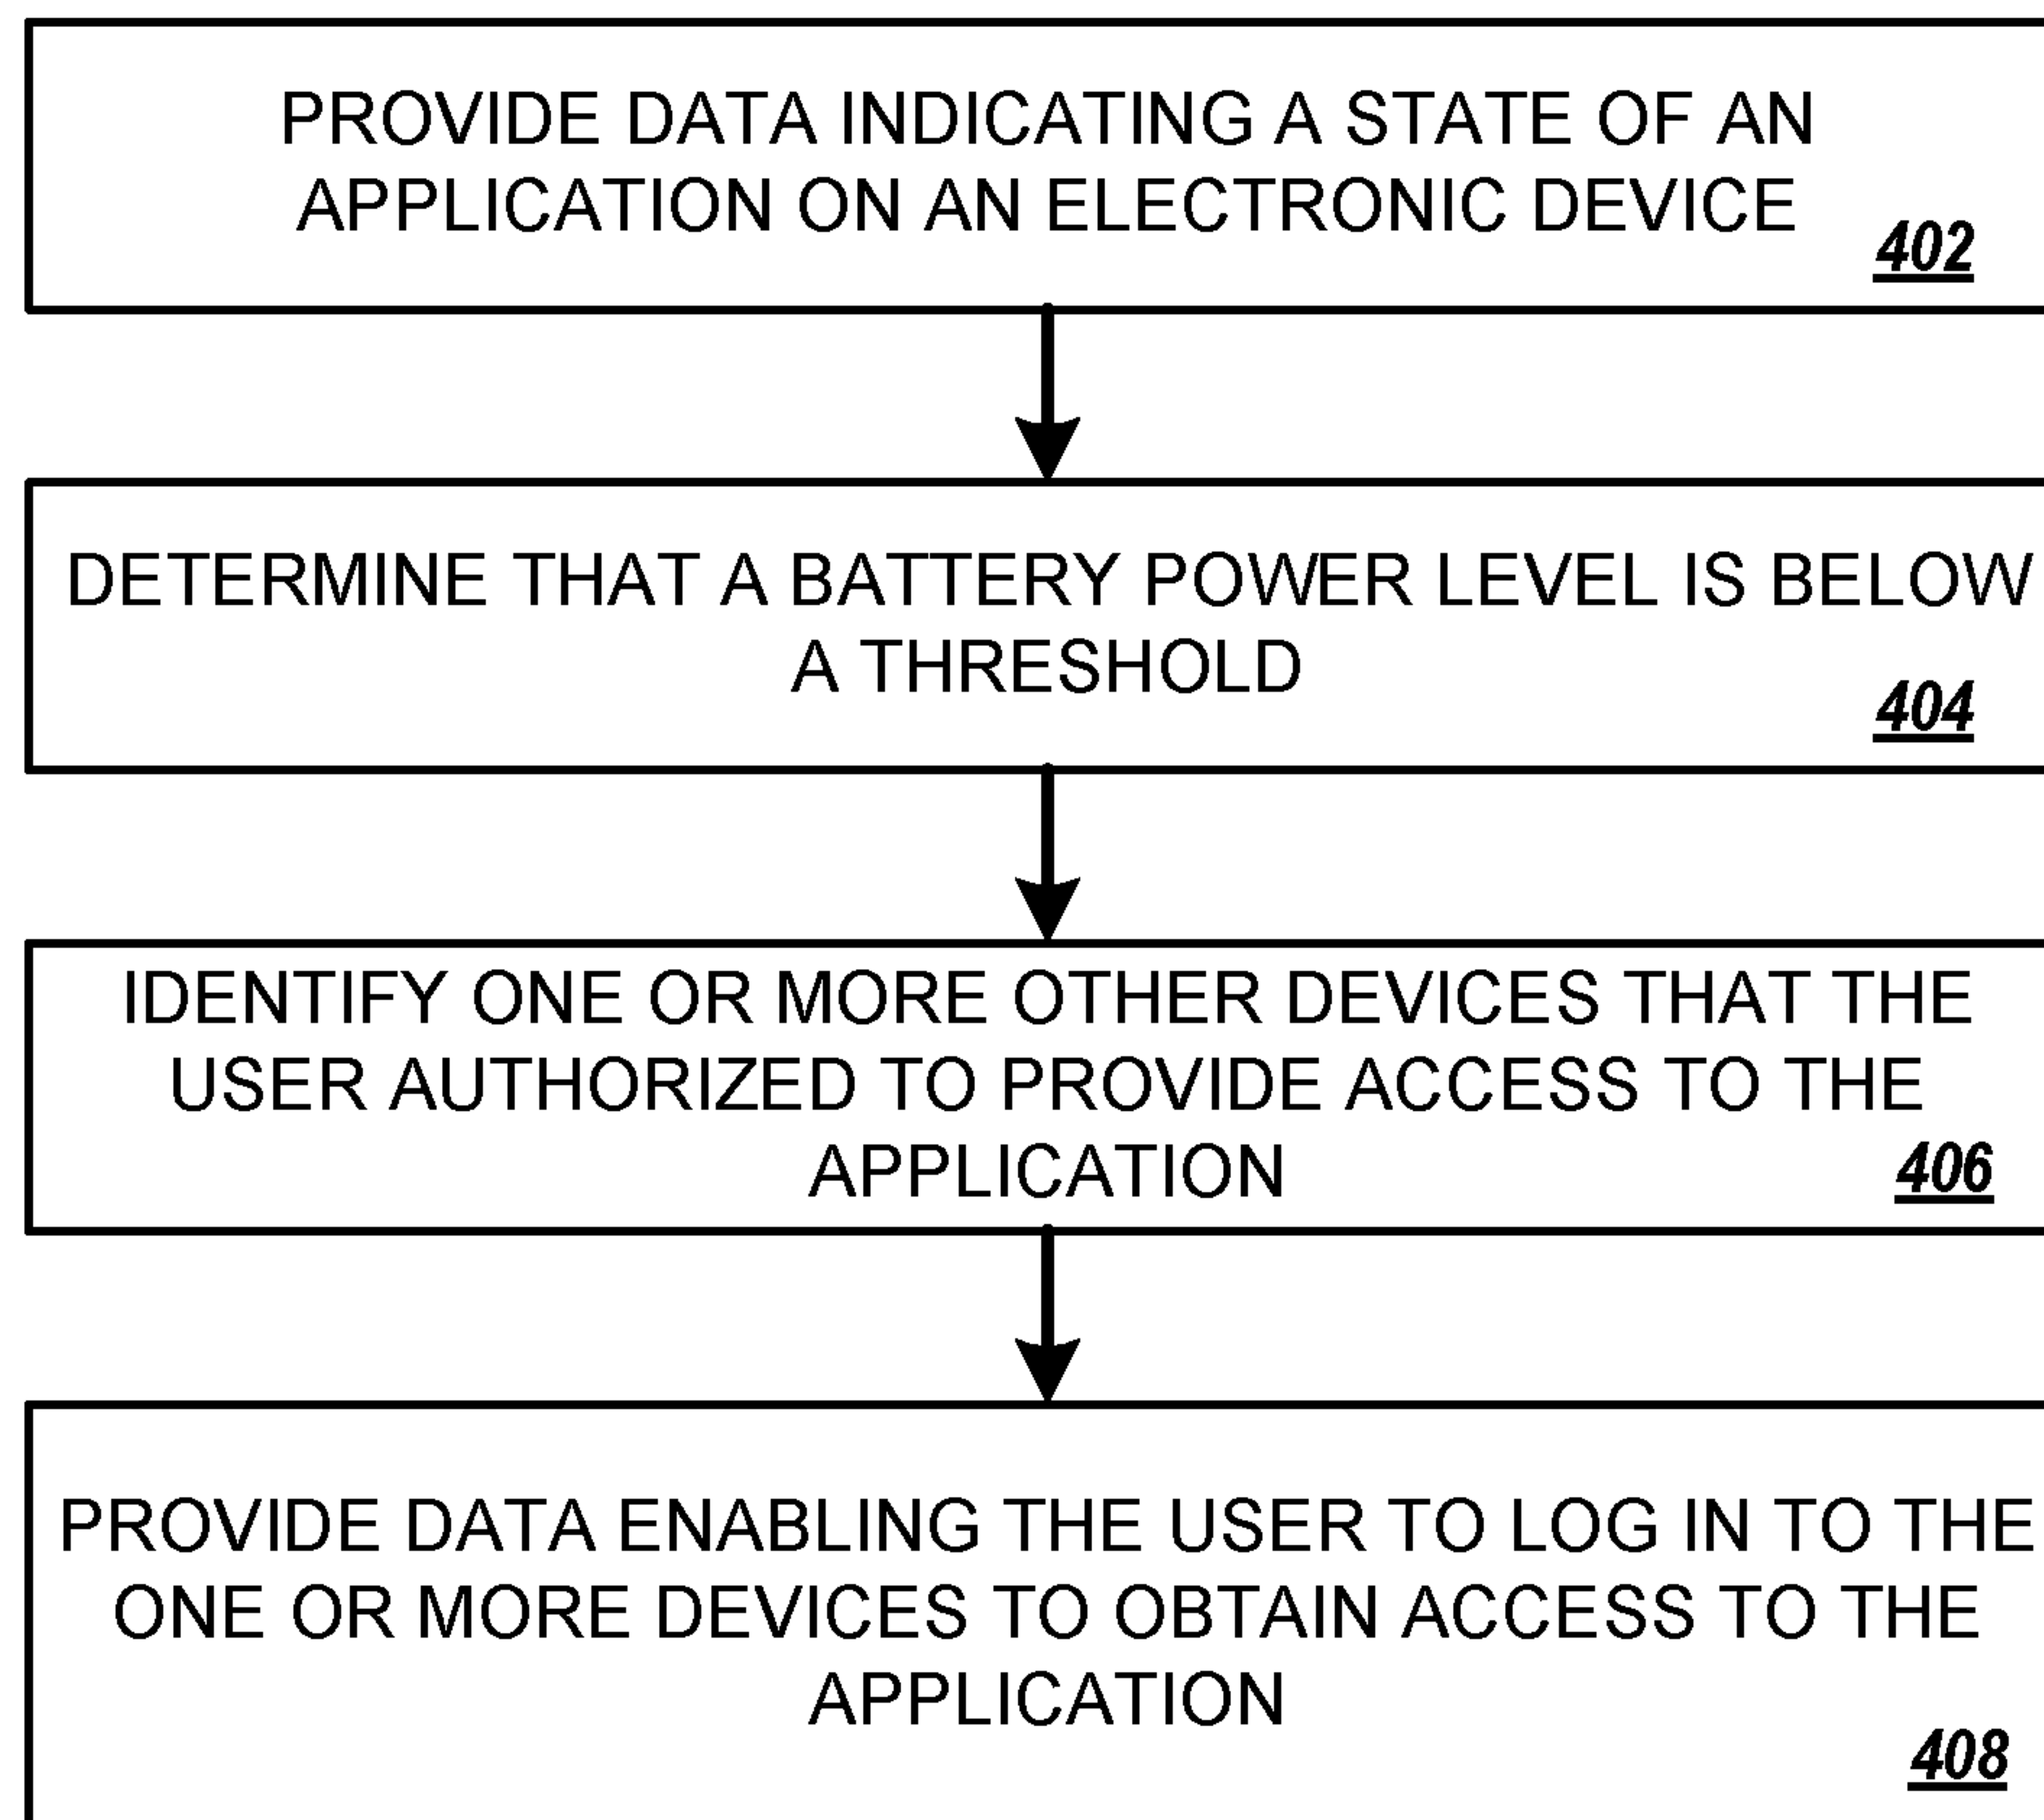 PROVIDE DATA INDICATING A STATE OF AN
APPLICATION ON AN ELECTRONIC DEVICE
402
DETERMINE THAT A BATTERY POWER LEVEL IS BELOW
A THRESHOLD
404
IDENTIFY ONE OR MORE OTHER DEVICES THAT THE
USER AUTHORIZED TO PROVIDE ACCESS TO THE
APPLICATION
406
PROVIDE DATA ENABLING THE USER TO LOG IN TO THE
ONE OR MORE DEVICES TO OBTAIN ACCESS TO THE
APPLICATION
408